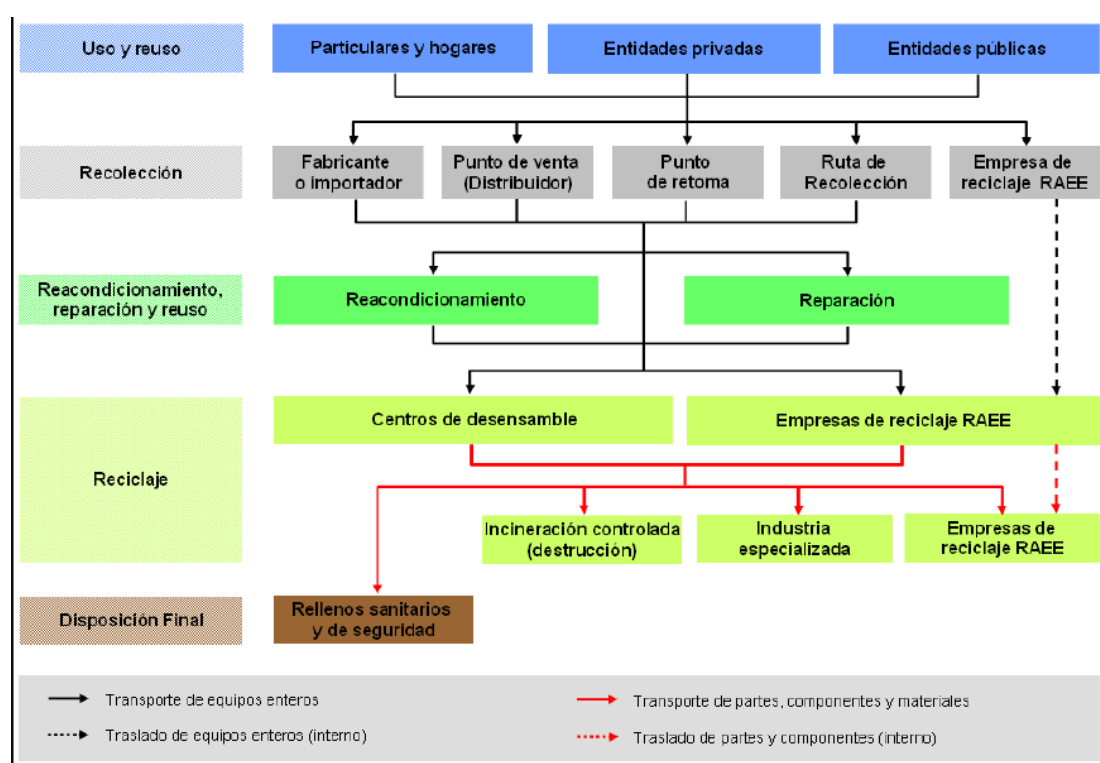 Uso y reuso
Particulares y hogares
Entidades privadas
Entidades públicas
Recolección
Fabricante
o importador
Punto de venta
(Distribuidor)
Punto
de retoma
Ruta de
Recolección
Empresa de
reciclaje RAEE
Reacondicionamiento,
reparación y reuso
Reacondicionamiento
Reparación
Reciclaje
Centros de desensamble
Empresas de reciclaje RAEE
Incineración controlada
(destrucción)
Industria
especializada
Empresas de
reciclaje RAEE
Disposición Final
Rellenos sanitarios
y de seguridad
Transporte de equipos enteros
Transporte de partes, componentes y materiales
Traslado de equipos enteros (interno)
Traslado de partes y componentes (interno)